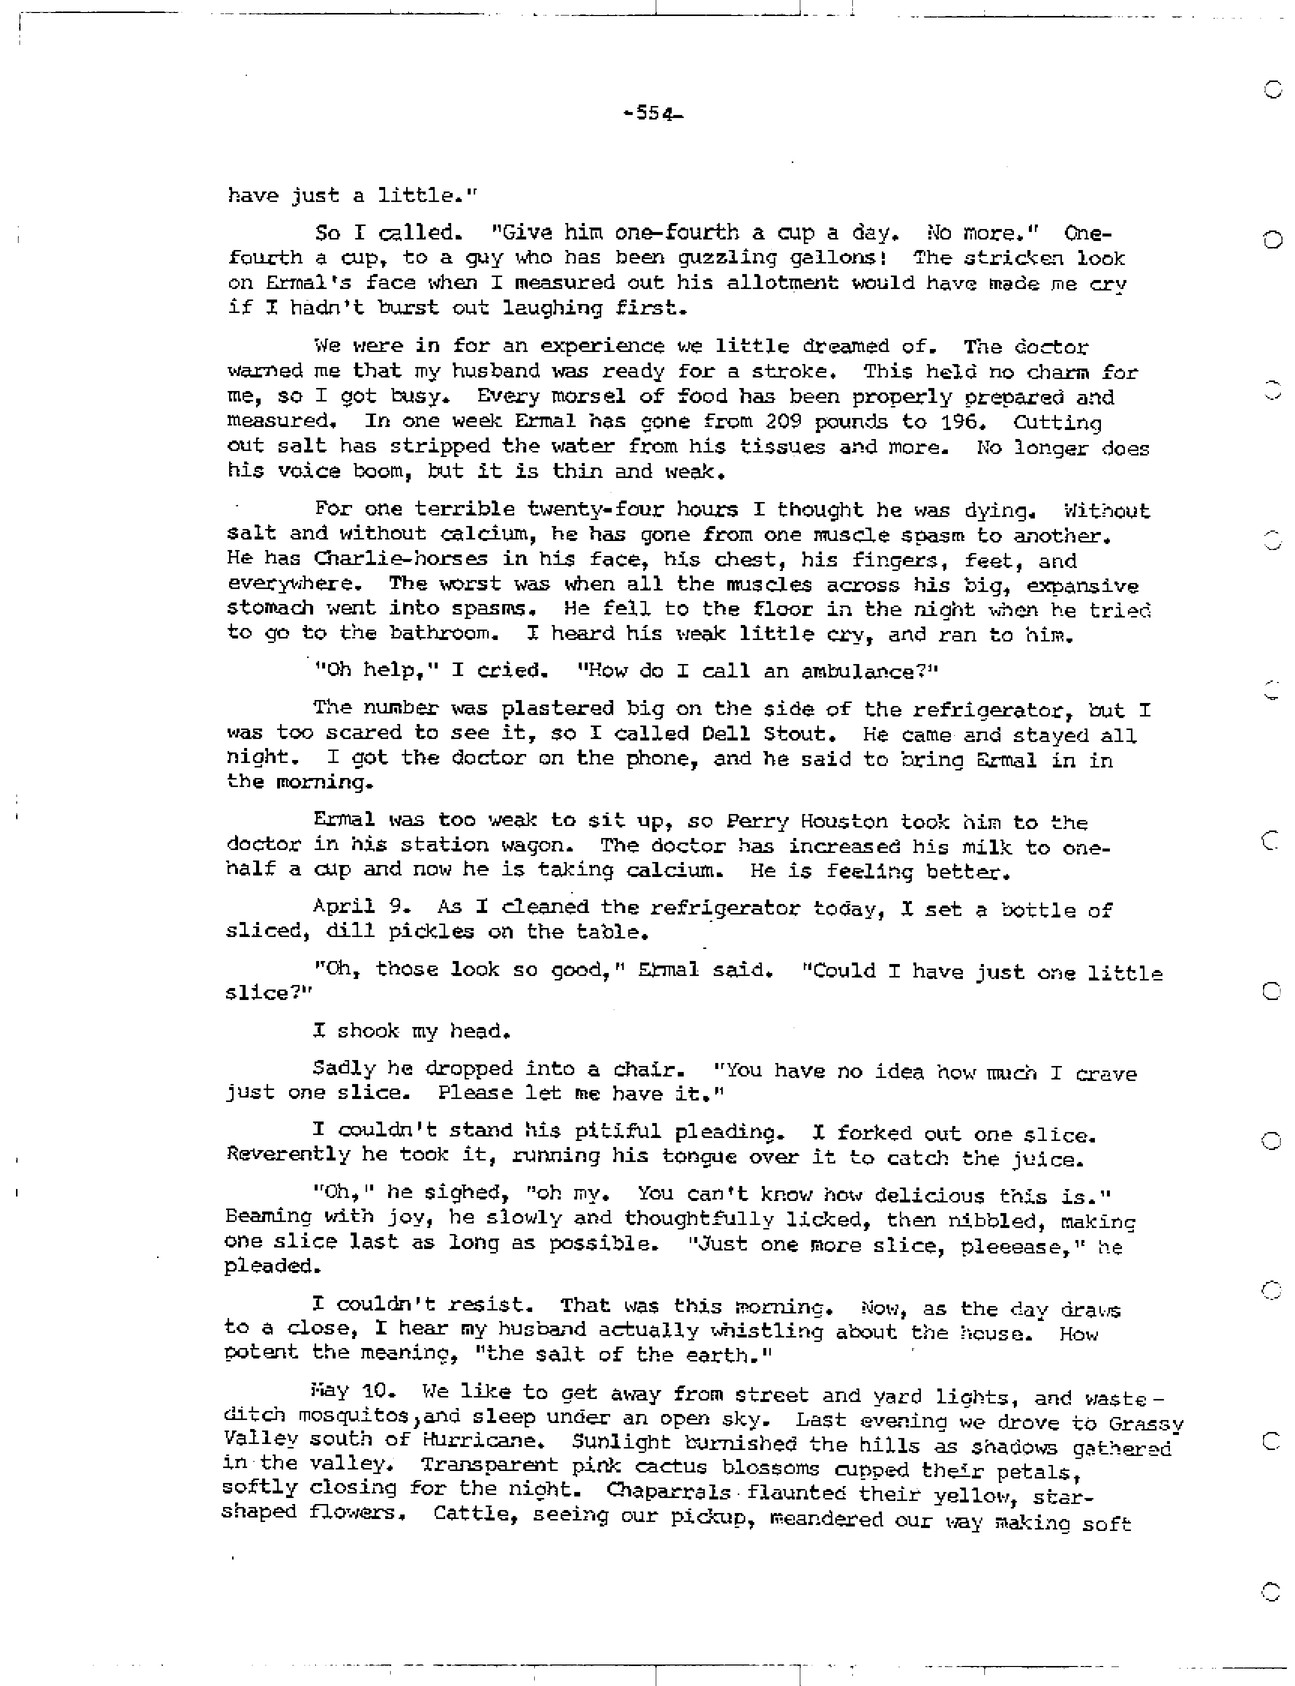 -554-
have just a little."
So I called. "Give him one-fourth a cup a day. No more." One-
fourth a cup, to a guy who has been guzzling gallons! The stricken look
on Ermal's face when I measured out his allotment would have made me cry
if I hadn't burst out laughing first.
We were in for an experience we little dreamed of. The doctor
warned me that my husband was ready for a stroke. This held no charm for
me, so I got busy. Every morsel of food has been properly prepared and
measured. In one week Ermal has gone from 209 pounds to 196. Cutting
out salt has stripped the water from his tissues and more. No longer does
his voice boom, but it is thin and weak.
For one terrible twenty-four hours I thought he was dying. Without
salt and without calcium, he has gone from one muscle spasm to another.
He has Charlie-horses in his face, his chest, his fingers, feet, and
everywhere. The worst was when all the muscles across his big, expansive
stomach went into spasms. He fell to the floor in the night when he tried
to go to the bathroom. I heard his weak little cry, and ran to him.
"Oh help," I cried. "How do I call an ambulance?"
The number was plastered big on the side of the refrigerator, but I
was too scared to see it, so I called Dell Stout. He came and stayed all
night. I got the doctor on the phone, and he said to bring Ermal in in
the morning.
Ermal was too weak to sit up, so Perry Houston took him to the
doctor in his station wagon. The doctor has increased his milk to one-
half a cup and now he is taking calcium. He is feeling better.
April 9. As I cleaned the refrigerator today, I set a bottle of
sliced, dill pickles on the table.
"Oh, those look so good," Ermal said. "Could I have just one little
slice?"
I shook my head.
Sadly he dropped into a chair. "You have no idea how much I crave
just one slice. Please let me have it."
I couldn't stand his pitiful pleading. I forked out one slice.
Reverently he took it, running his tongue over it to catch the juice.
"Oh," he sighed, "oh my. You can't know how delicious this is."
Beaming with joy, he slowly and thoughtfully licked, then nibbled, making
one slice last as long as possible. "Just one more slice, pleeease," he
pleaded.
I couldn't resist. That was this morning. Now, as the day draws
to a close, I hear my husband actually whistling about the house. How
potent the meaning, "the salt of the earth."
May 10. We like to get away from street and yard lights, and waste-
ditch mosquitos,and sleep under an open sky. Last evening we drove to Grassy
Valley south of Hurricane. Sunlight burnished the hills as shadows gathered
in the valley. Transparent pink cactus blossoms cupped their petals,
softly closing for the night. Chaparrals flaunted their yellow, star-
shaped flowers. Cattle, seeing our pickup, meandered our way making soft